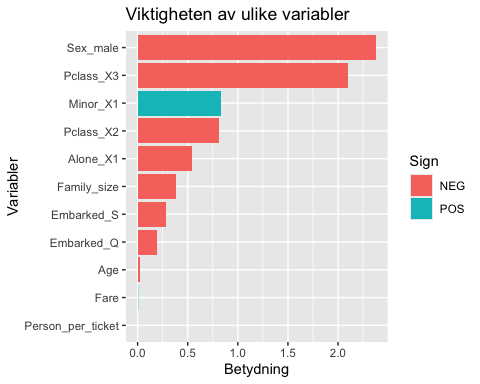 Viktigheten av ulike variabler
Variabler
Sex_male
Pclass_X3
Minor_X1
Pclass_X2
Alone_X1
Family_size
Embarked_S
Embarked_Q
Age
Fare
Person_per_ticket
0.0 0.5 1.0 1.5 2.0
Betydning
Sign
NEG
POS